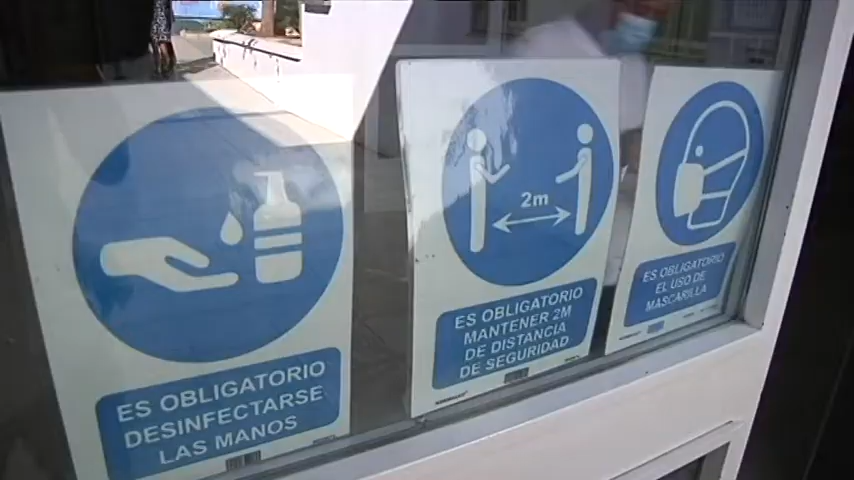 ES OBLIGATORIO
DESINFECTARSE
LAS MANOS
2m
ES OBLIGATORIO
MANTENER 2M
DE DISTANCIA
DE SEGURIDAD
ES OBLIGATORIO
EL USO DE
MASCARILLA